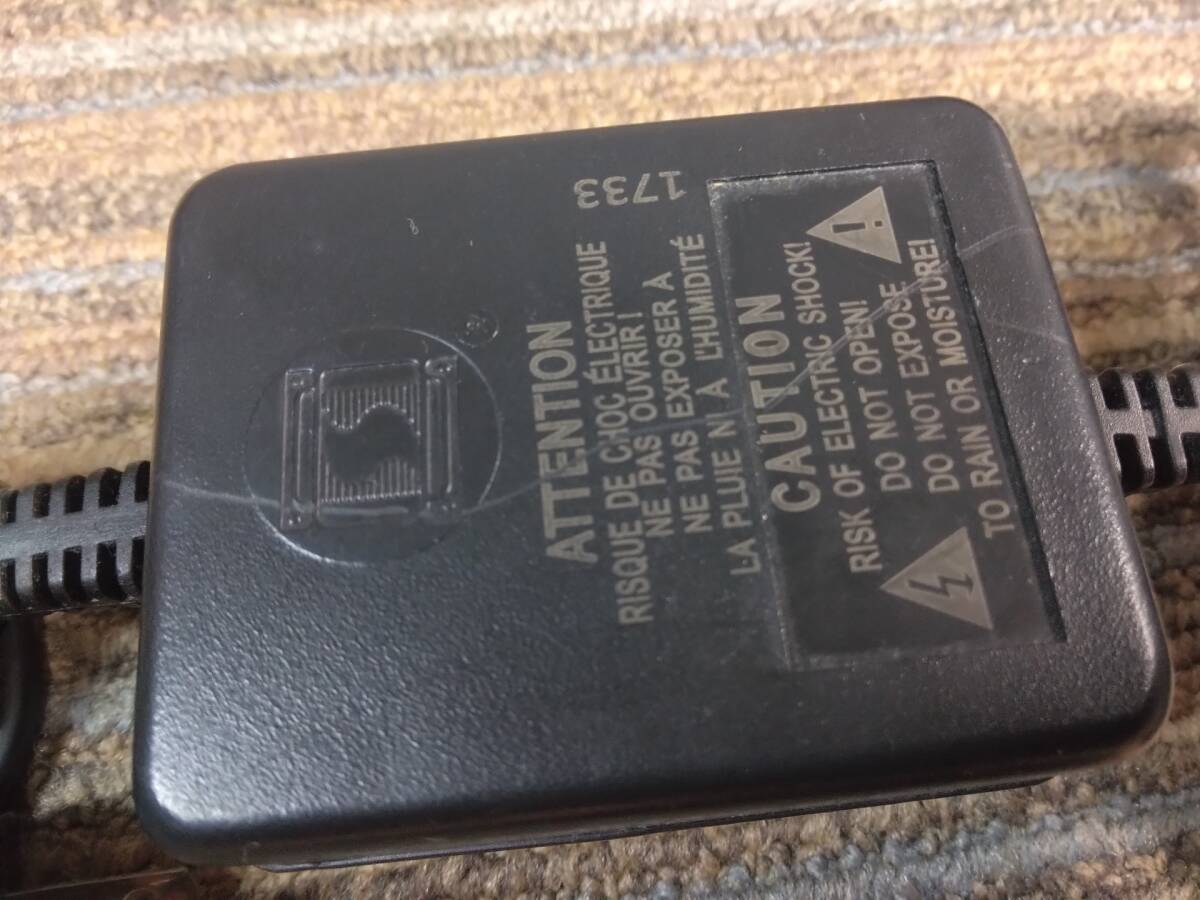 ®
1733
ATTENTION
RISQUE DE CHOC ÉLECTRIQUE
NE PAS OUVRIR !
NE PAS EXPOSER À
LA PLUIE N À L'HUMIDITÉ
CAUTION
RISK OF ELECTRIC SHOCK!
DO NOT OPEN!
DO NOT EXPOSE
TO RAIN OR MOISTURE!